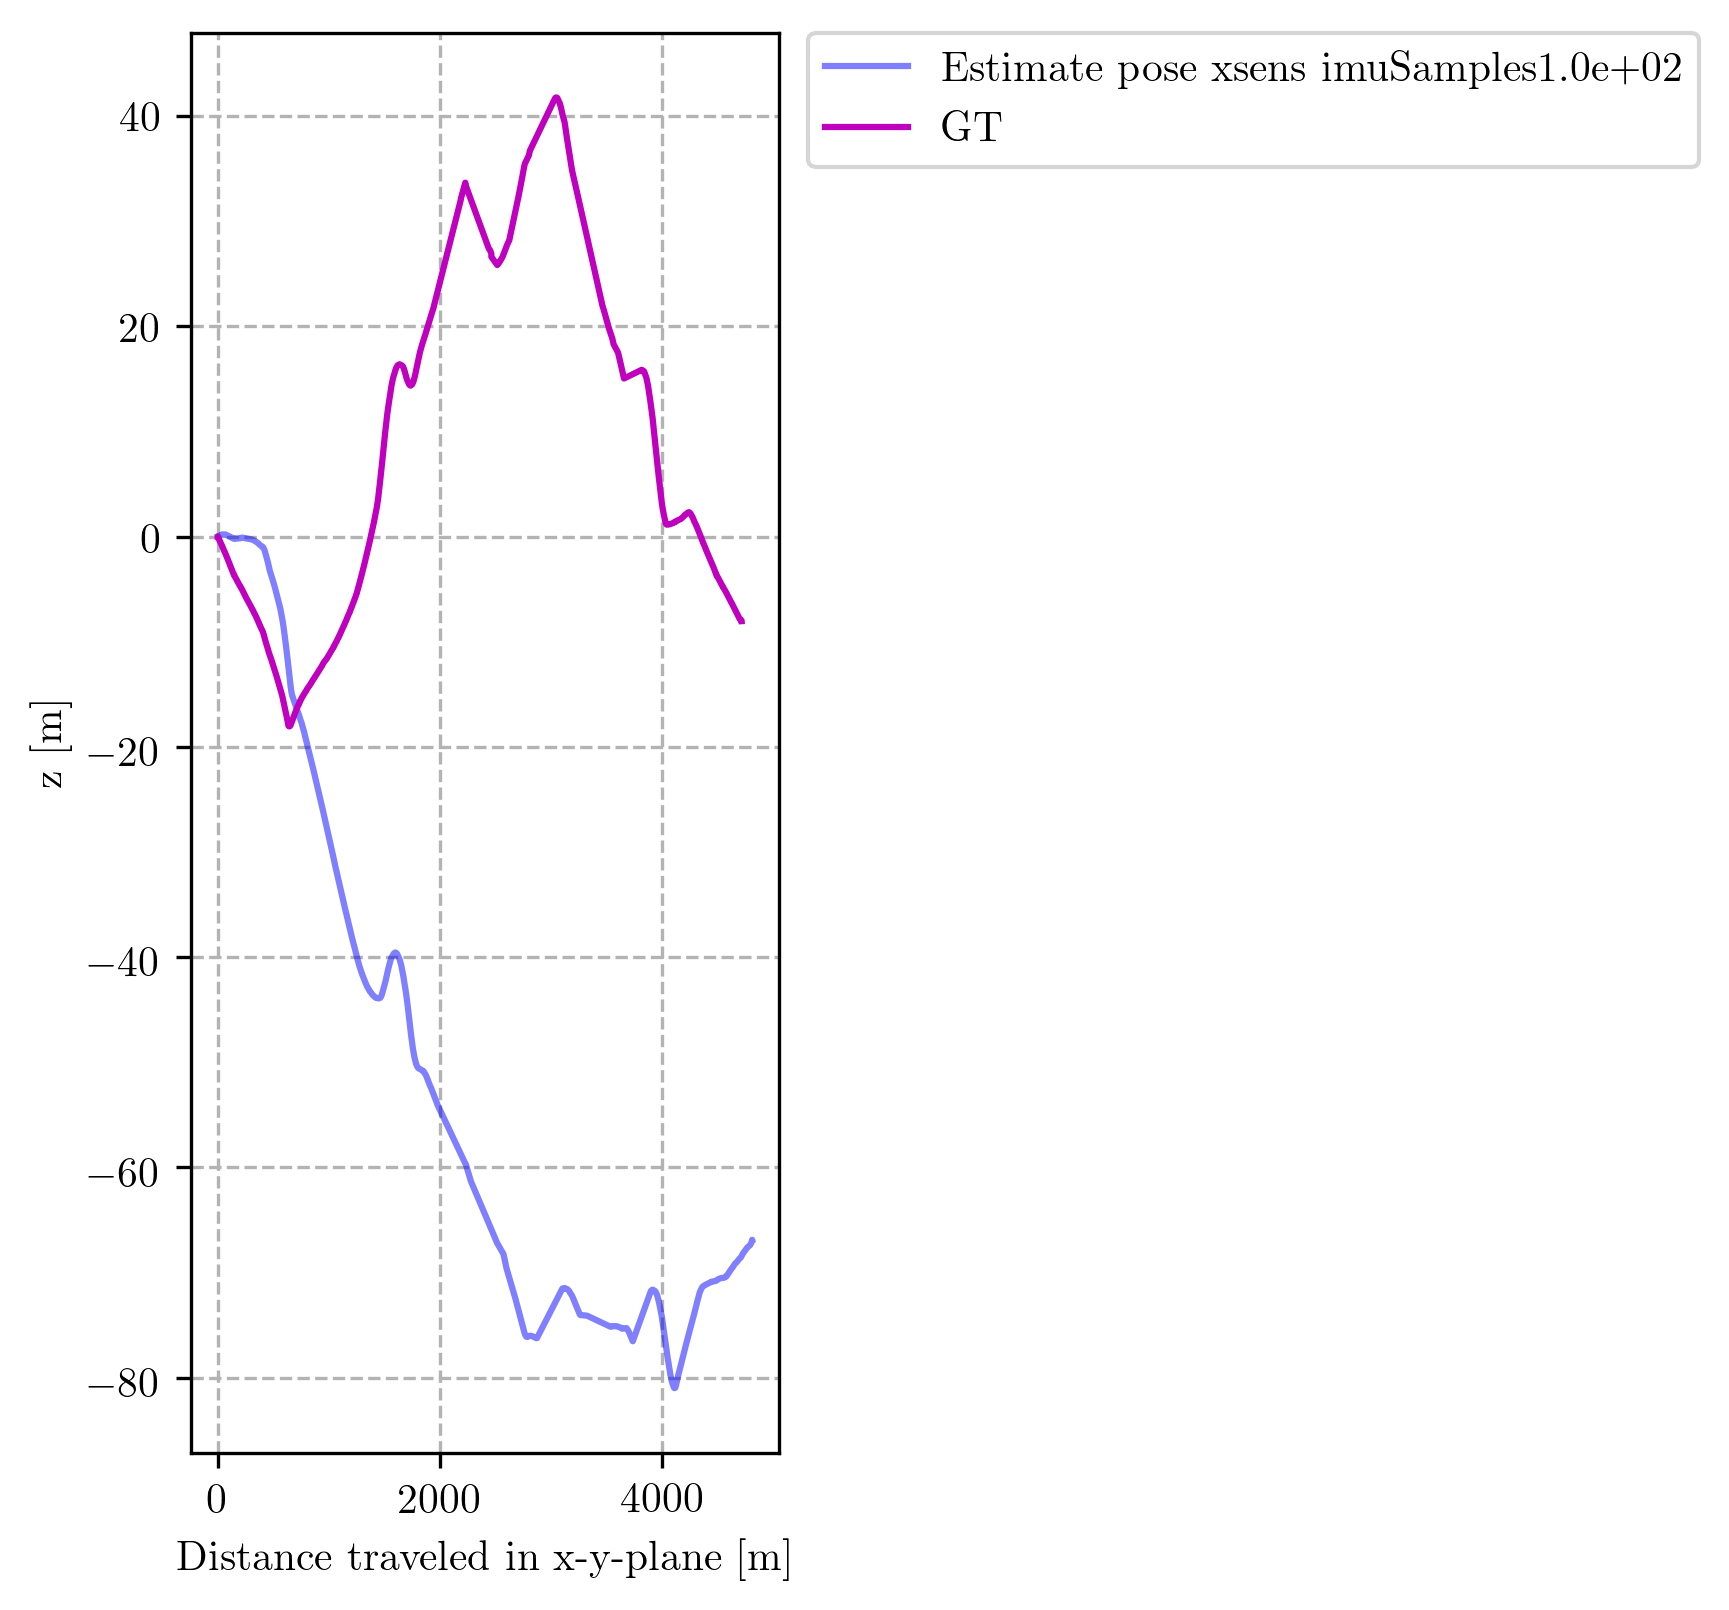 Estimate pose xsens imuSamples1.0e+02
GT
40
20
0
−20
−40
−60
−80
z [m]
0 2000 4000
Distance traveled in x-y-plane [m]